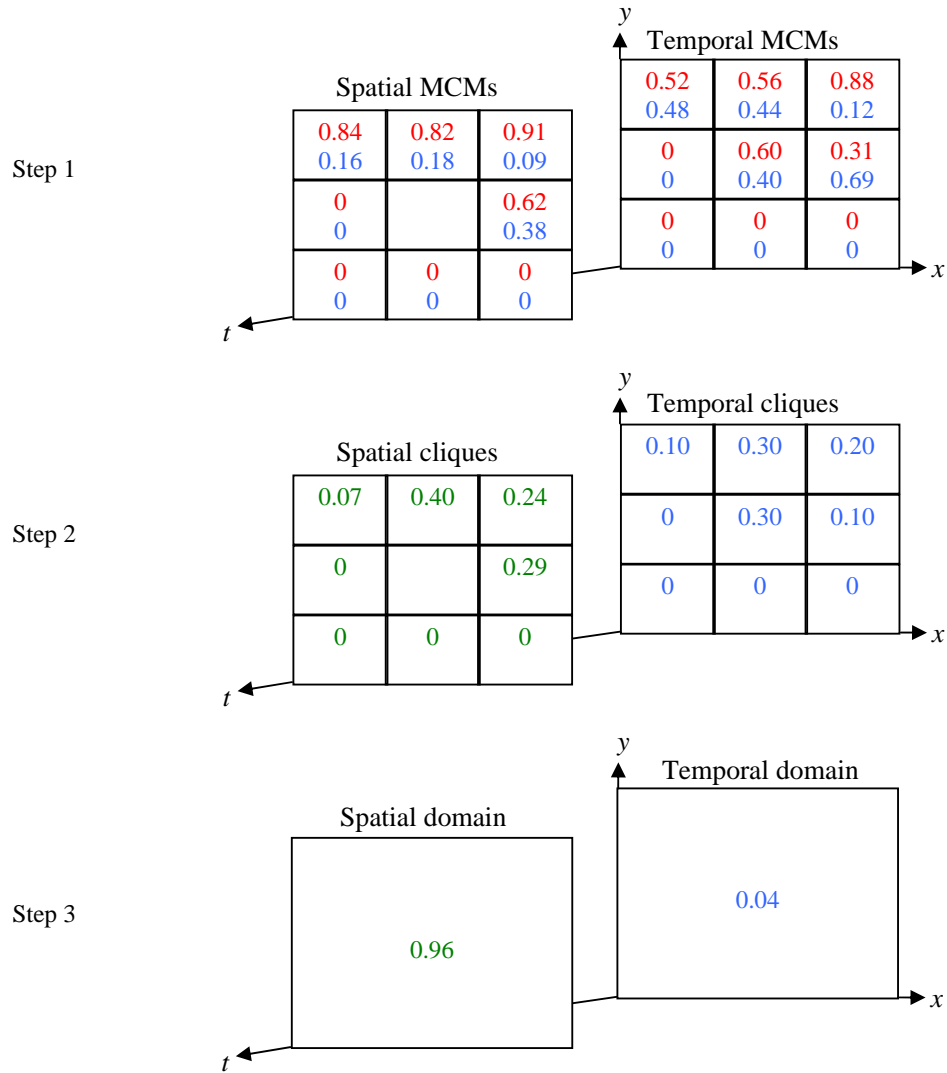 Step 1
Spatial MCMs
0.84 0.82 0.91
0.16 0.18 0.09
0 0.62
0 0.38
0 0 0
0 0 0
t
y
Temporal MCMs
0.52 0.56 0.88
0.48 0.44 0.12
0 0.60 0.31
0 0.40 0.69
0 0 0
0 0 0
x
Step 2
Spatial cliques
0.07 0.40 0.24
0 0.29
0 0 0
t
y
Temporal cliques
0.10 0.30 0.20
0 0.30 0.10
0 0 0
x
Step 3
Spatial domain
0.96
t
y
Temporal domain
0.04
x